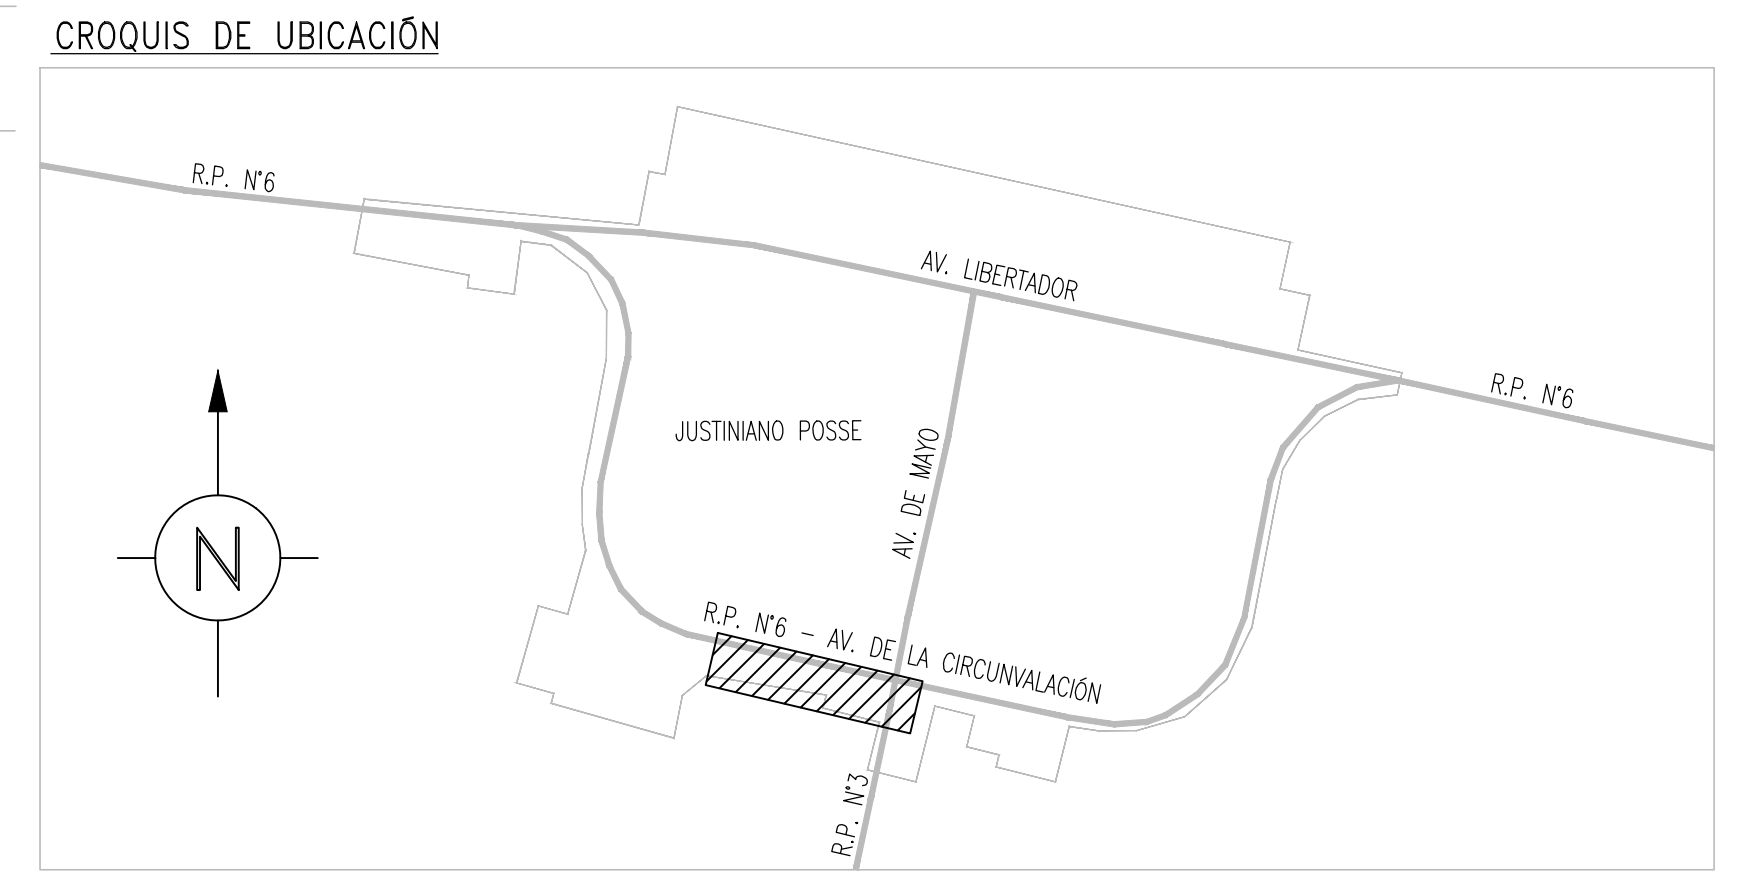 CROQUIS DE UBICACIÓN
R.P. N°6
AV. LIBERTADOR
R.P. N°6
JUSTINIANO POSSE
AV. DE MAYO
N
R.P. N°6 - AV. DE LA CIRCUNVALACIÓN
R.P. N°3